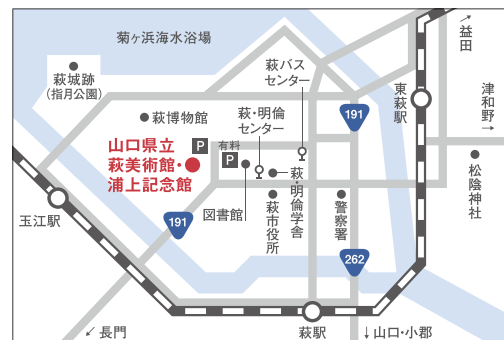 菊ヶ浜海水浴場
益田
萩バス
センター
萩城跡
(指月公園)
191
東萩駅
津和野
萩博物館
萩・明倫
センター
山口県立
萩美術館・
浦上記念館
P
有料
P
松陰神社
萩・明倫学舎
警察署
萩市役所
図書館
玉江駅
191
262
萩駅
長門
山口・小郡